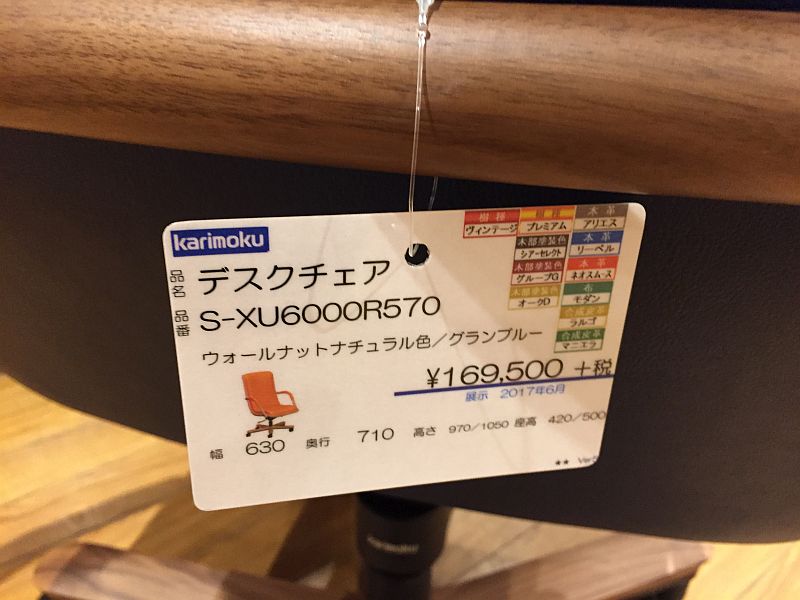 karimoku
品名 デスクチェア
品番 S-XU6000R570
ウォールナットナチュラル色／グランブルー
¥169,500 +税
展示 2017年6月
幅 630 奥行 710 高さ 970/1050 座高 420/500
★★ Ver5
樹種
ヴィンテージ
プレミアム
木部塗装色
シアーセレクト
木部塗装色
グループG
木部塗装色
オークD
本革
アリエス
本革
リーベル
本革
ネオスムース
布
モダン
合成皮革
ラルゴ
合成皮革
マニエラ
karimoku